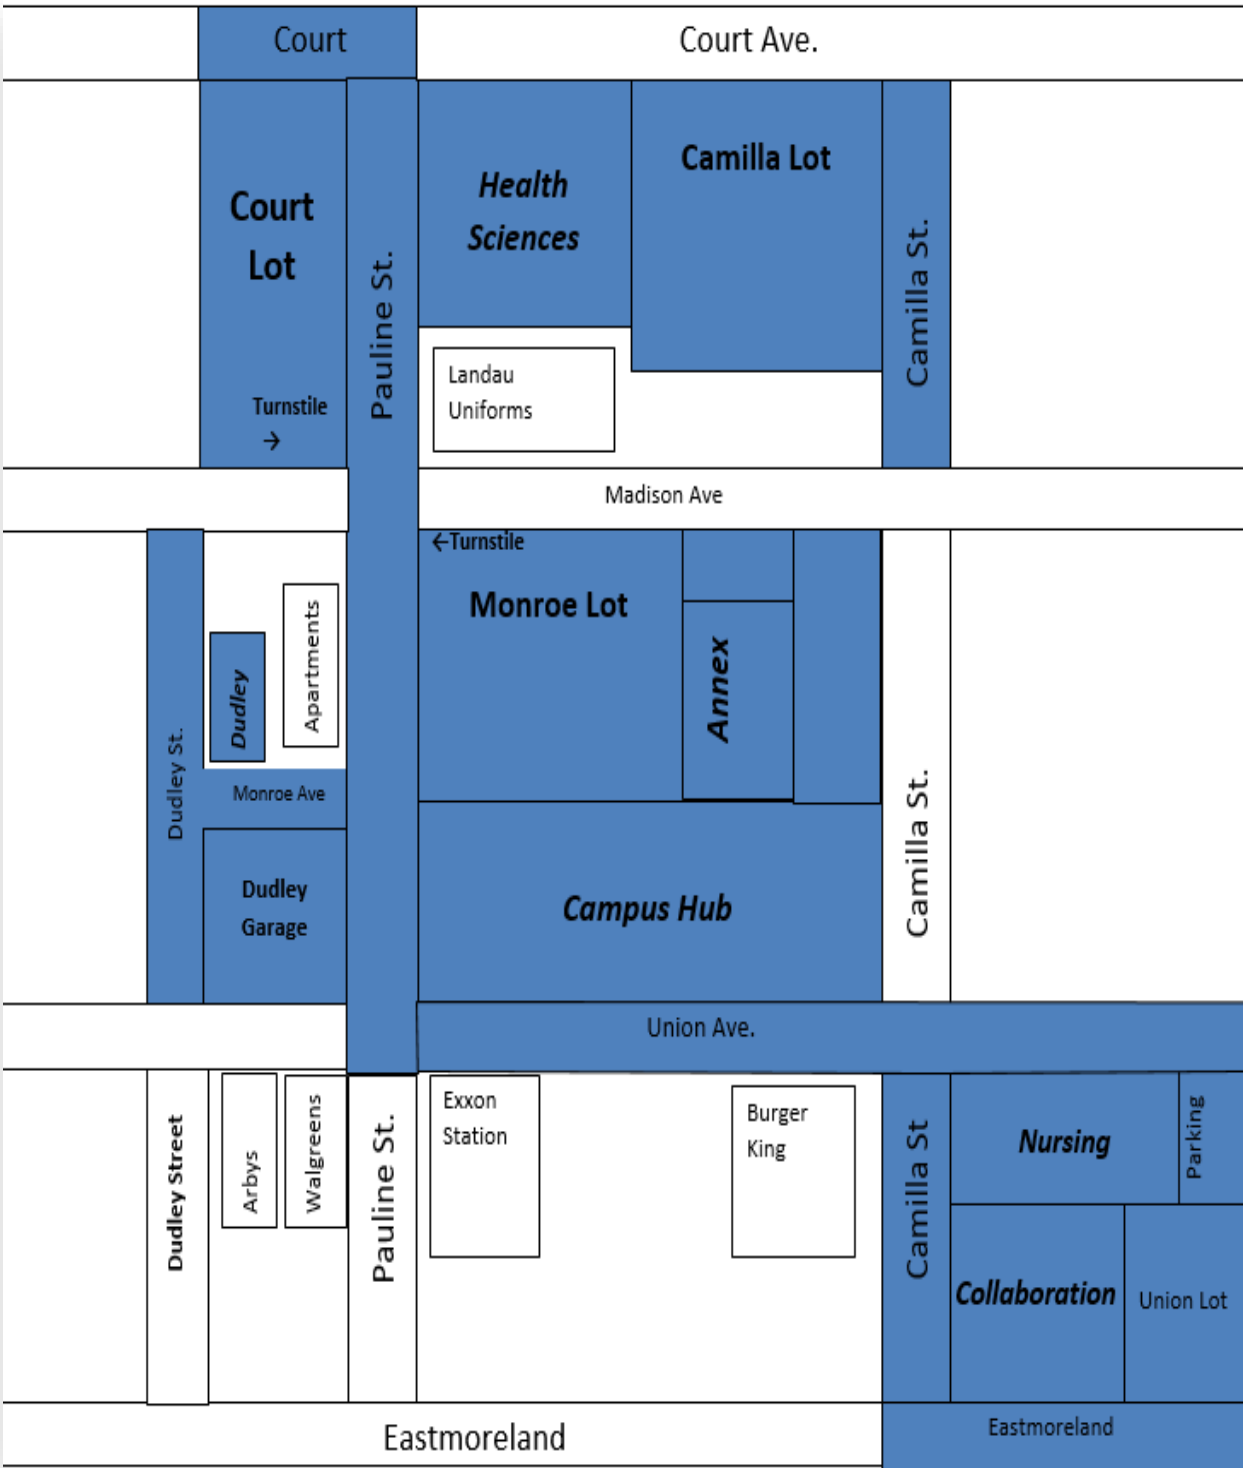 Court
Court Ave.
Court
Lot
Turnstile
→
Pauline St.
Health
Sciences
Camilla Lot
Camilla St.
Landau
Uniforms
Madison Ave
←Turnstile
Monroe Lot
Annex
Apartments
Dudley
Dudley St.
Monroe Ave
Dudley
Garage
Campus Hub
Camilla St.
Union Ave.
Dudley Street
Arbys
Walgreens
Pauline St.
Exxon
Station
Burger
King
Camilla St
Nursing
Parking
Collaboration
Union Lot
Eastmoreland
Eastmoreland